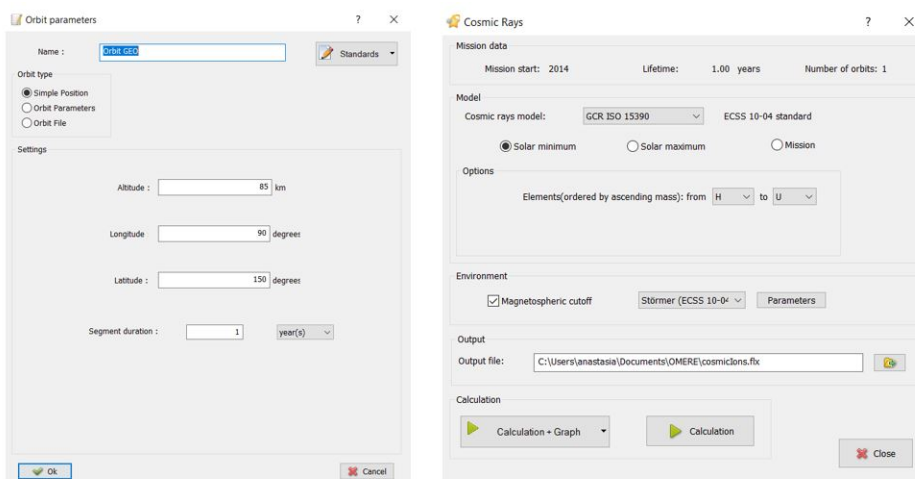 Orbit parameters
?
Name :
Orbit GEO
Standards
Orbit type
Simple Position
Orbit Parameters
Orbit File
Settings
Altitude :
85 km
Longitude
90 degrees
Latitude :
150 degrees
Segment duration :
1
year(s)
Ok
Cancel
Cosmic Rays
?
Mission data
Mission start: 2014 Lifetime: 1.00 years Number of orbits: 1
Model
Cosmic rays model: GCR ISO 15390 ECSS 10-04 standard
Solar minimum Solar maximum Mission
Options
Elements(ordered by ascending mass): from H to U
Environment
Magnetospheric cutoff Störmer (ECSS 10-04 Parameters
Output
Output file: C:\Users\anastasia\Documents\OMERE\cosmicIons.flx
Calculation
Calculation + Graph Calculation
Close